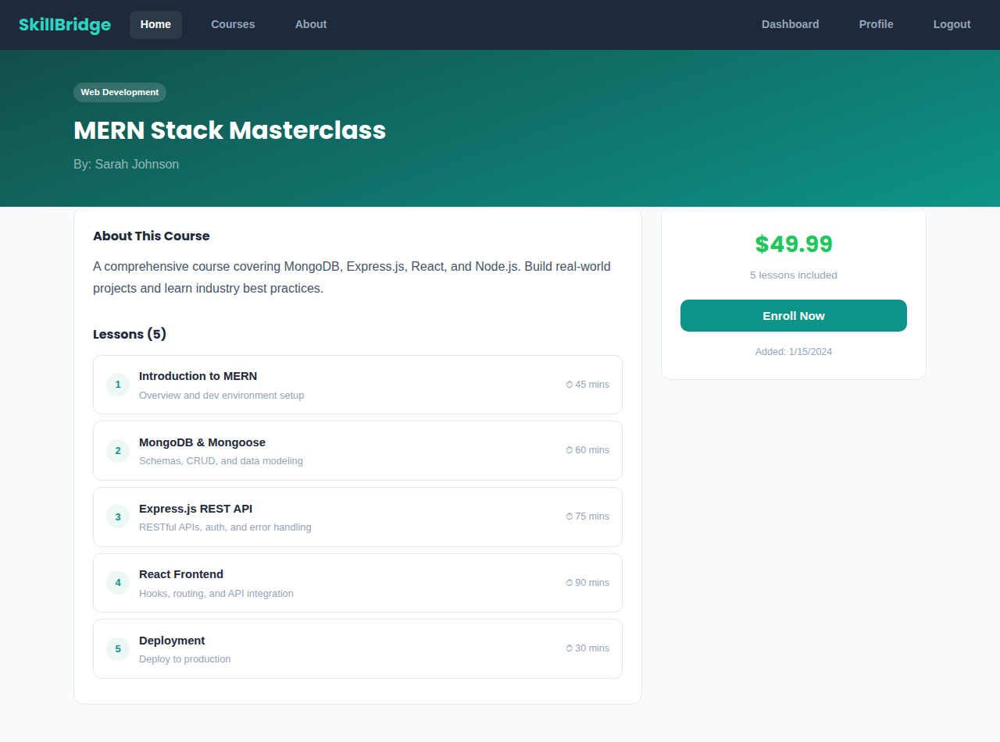 SkillBridge Home Courses About Dashboard Profile Logout
Web Development
MERN Stack Masterclass
By: Sarah Johnson
About This Course
A comprehensive course covering MongoDB, Express.js, React, and Node.js. Build real-world
projects and learn industry best practices.
Lessons (5)
1 Introduction to MERN
Overview and dev environment setup
⏱ 45 mins
2 MongoDB & Mongoose
Schemas, CRUD, and data modeling
⏱ 60 mins
3 Express.js REST API
RESTful APIs, auth, and error handling
⏱ 75 mins
4 React Frontend
Hooks, routing, and API integration
⏱ 90 mins
5 Deployment
Deploy to production
⏱ 30 mins
$49.99
5 lessons included
Enroll Now
Added: 1/15/2024